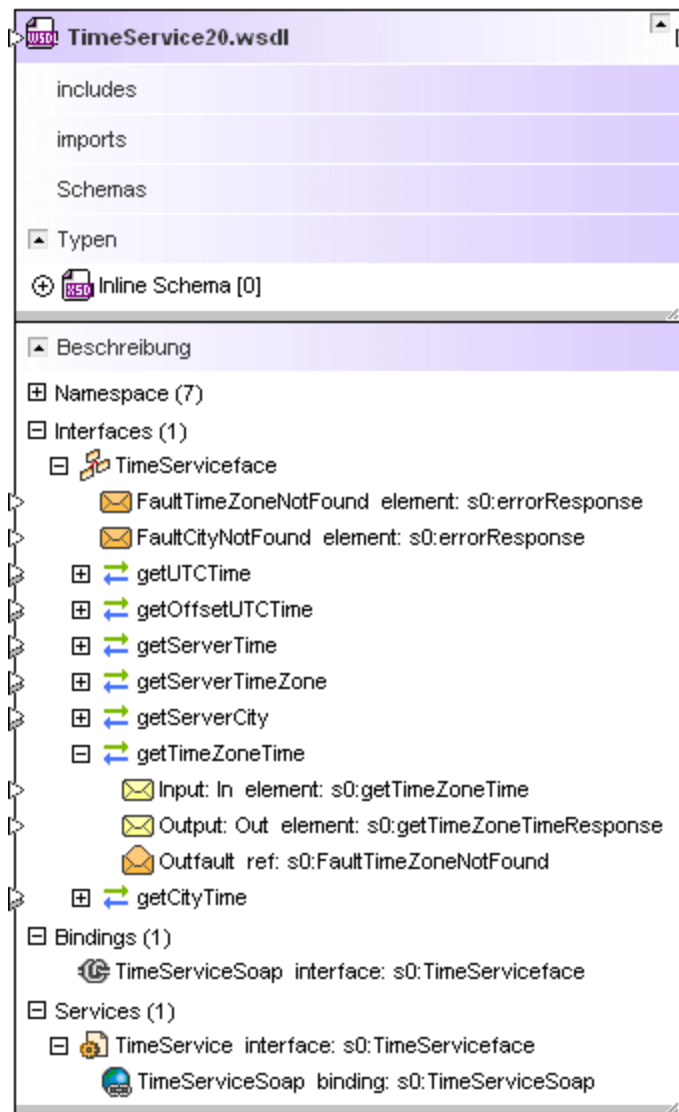 TimeService20.wsdl
includes
imports
Schemas
Typen
Inline Schema [0]
Beschreibung
Namespace (7)
Interfaces (1)
TimeServiceface
FaultTimeZoneNotFound element: s0:errorResponse
FaultCityNotFound element: s0:errorResponse
getUTCTime
getOffsetUTCTime
getServerTime
getServerTimeZone
getServerCity
getTimeZoneTime
Input: In element: s0:getTimeZoneTime
Output: Out element: s0:getTimeZoneTimeResponse
Outfault ref: s0:FaultTimeZoneNotFound
getCityTime
Bindings (1)
TimeServiceSoap interface: s0:TimeServiceface
Services (1)
TimeService interface: s0:TimeServiceface
TimeServiceSoap binding: s0:TimeServiceSoap